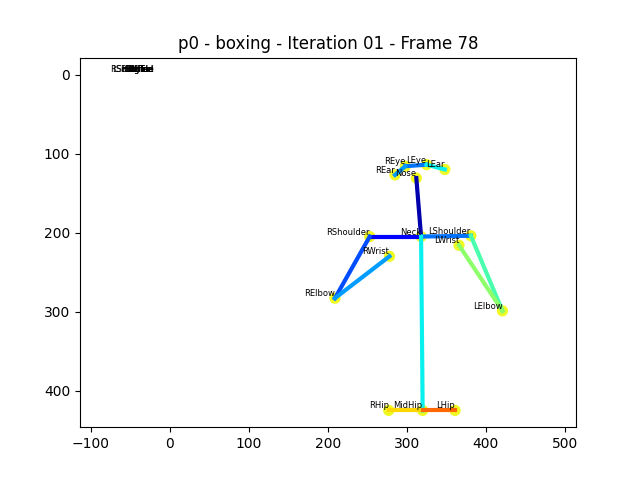 p0 - boxing - Iteration 01 - Frame 78
0
100
200
300
400
REye
LEye
LEar
REar
Nose
RShoulder
Neck
LShoulder
LWrist
RWrist
RElbow
LElbow
RHip
MidHip
LHip
−100
0
100
200
300
400
500